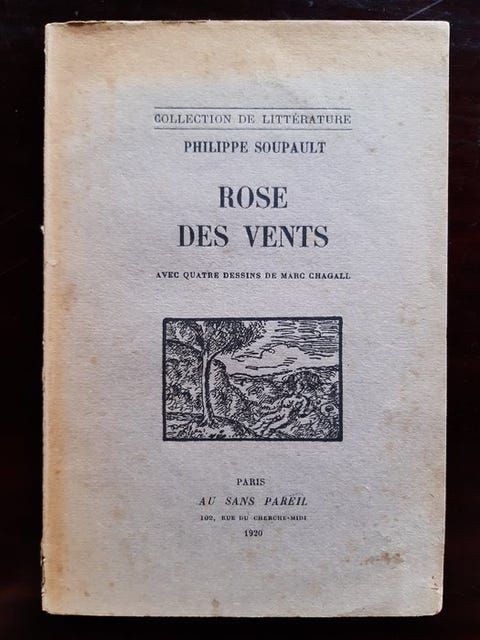 COLLECTION DE LITTÉRATURE
PHILIPPE SOUPAULT
ROSE
DES VENTS
AVEC QUATRE DESSINS DE MARC CHAGALL
PARIS
AU SANS PAREIL
102, RUE DU CHERCHE-MIDI
1920